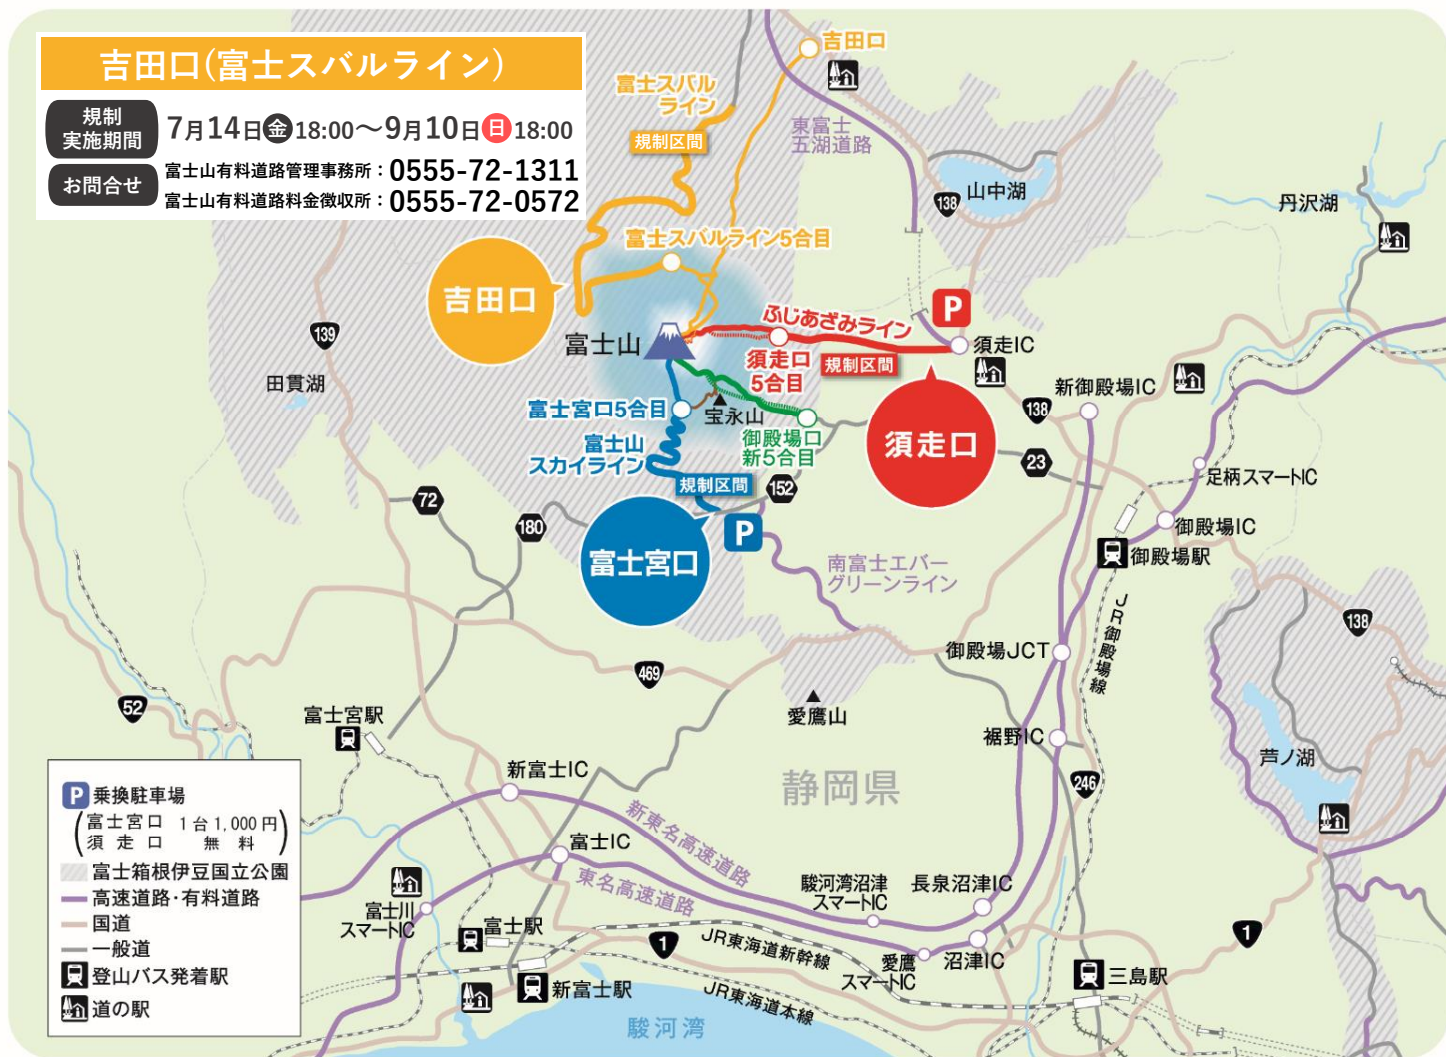 吉田口(富士スバルライン)
規制
実施期間
7月14日金18:00～9月10日日18:00
お問合せ
富士山有料道路管理事務所：0555-72-1311
富士山有料道路料金徴収所：0555-72-0572
吉田口
富士スバル
ライン
規制区間
東富士
五湖道路
山中湖
138
丹沢湖
富士スバルライン5合目
吉田口
139
田貫湖
富士山
ふじあざみライン
P
須走IC
須走口
5合目
規制区間
新御殿場IC
138
富士宮口5合目
宝永山
御殿場口
新5合目
須走口
23
富士山
スカイライン
規制区間
152
足柄スマートIC
72
180
富士宮口
P
御殿場IC
御殿場駅
南富士エバー
グリーンライン
JR御殿場線
138
御殿場JCT
469
52
愛鷹山
富士宮駅
裾野IC
芦ノ湖
新富士IC
静岡県
246
新東名高速道路
富士IC
東名高速道路
駿河湾沼津
スマートIC
長泉沼津IC
富士川
スマートIC
富士駅
1
JR東海道新幹線
愛鷹
スマートIC
沼津IC
1
三島駅
新富士駅
JR東海道本線
駿河湾
P 乗換駐車場
富士宮口 1台1,000円
須走口 無料
富士箱根伊豆国立公園
高速道路・有料道路
国道
一般道
登山バス発着駅
道の駅